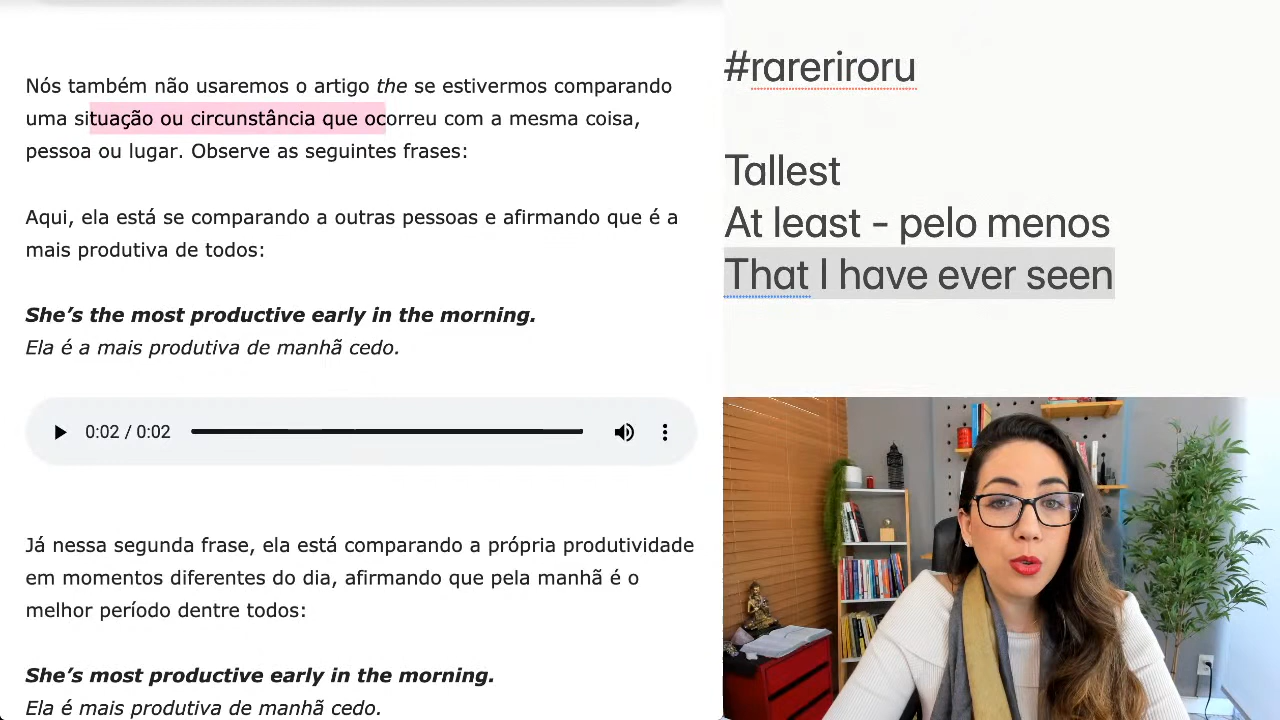 Nós também não usaremos o artigo the se estivermos comparando
uma situação ou circunstância que ocorreu com a mesma coisa,
pessoa ou lugar. Observe as seguintes frases:
Aqui, ela está se comparando a outras pessoas e afirmando que é a
mais produtiva de todos:
She’s the most productive early in the morning.
Ela é a mais produtiva de manhã cedo.
0:02 / 0:02
Já nessa segunda frase, ela está comparando a própria produtividade
em momentos diferentes do dia, afirmando que pela manhã é o
melhor período dentre todos:
She’s most productive early in the morning.
Ela é mais produtiva de manhã cedo.
#rareriroru
Tallest
At least - pelo menos
That I have ever seen